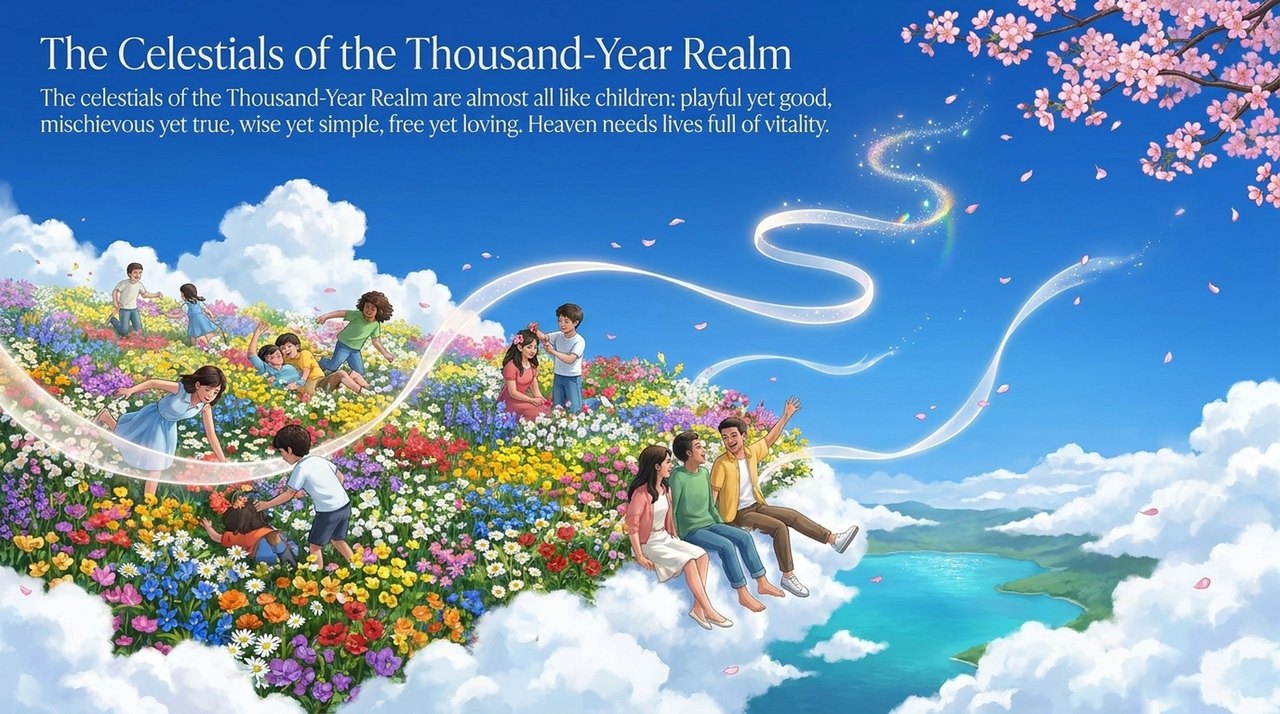 The Celestials of the Thousand-Year Realm
The celestials of the Thousand-Year Realm are almost all like children: playful yet good,
mischievous yet true, wise yet simple, free yet loving. Heaven needs lives full of vitality.